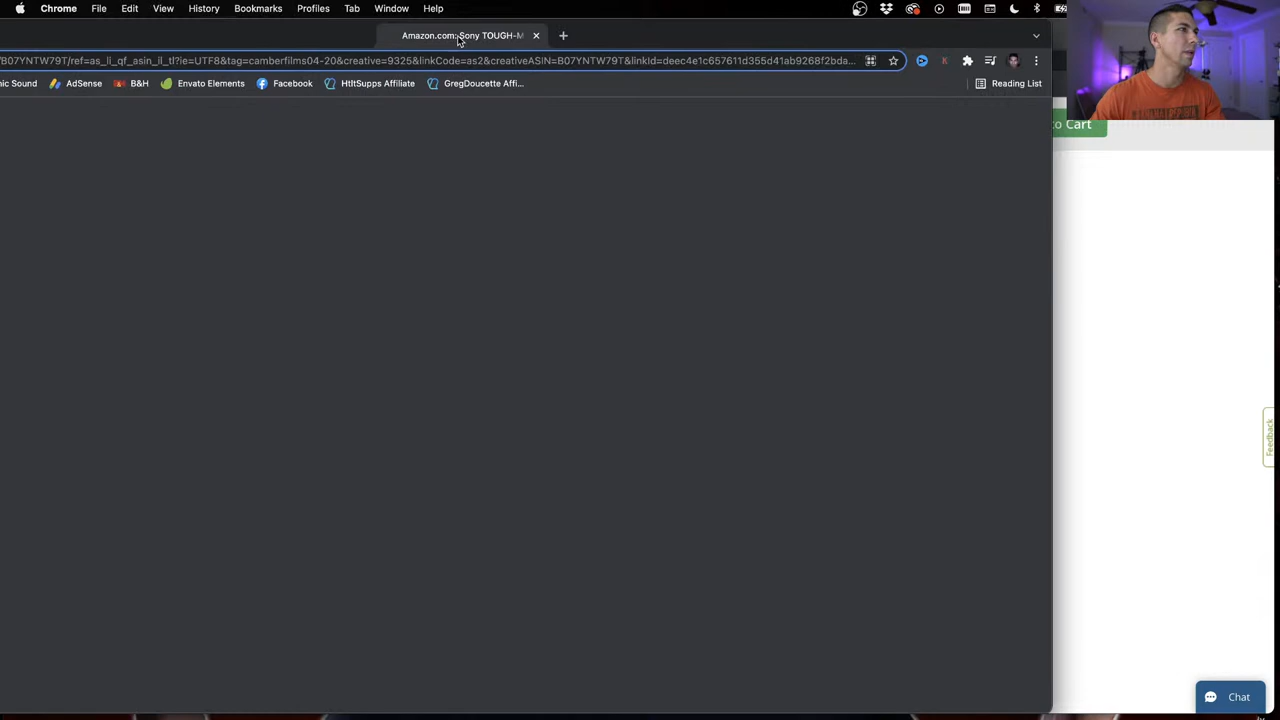 Chrome File Edit View History Bookmarks Profiles Tab Window Help
Amazon.com: Sony TOUGH-M
/B07YNTW79T/ref=as_li_qf_asin_il_tl?ie=UTF8&tag=camberfilms04-20&creative=9325&linkCode=as2&creativeASIN=B07YNTW79T&linkId=deec4e1c657611d355d41ab9268f2bda...
nic Sound AdSense B&H Envato Elements Facebook HtltSupps Affiliate GregDoucette Affi... Reading List
to Cart
Feedback
Chat